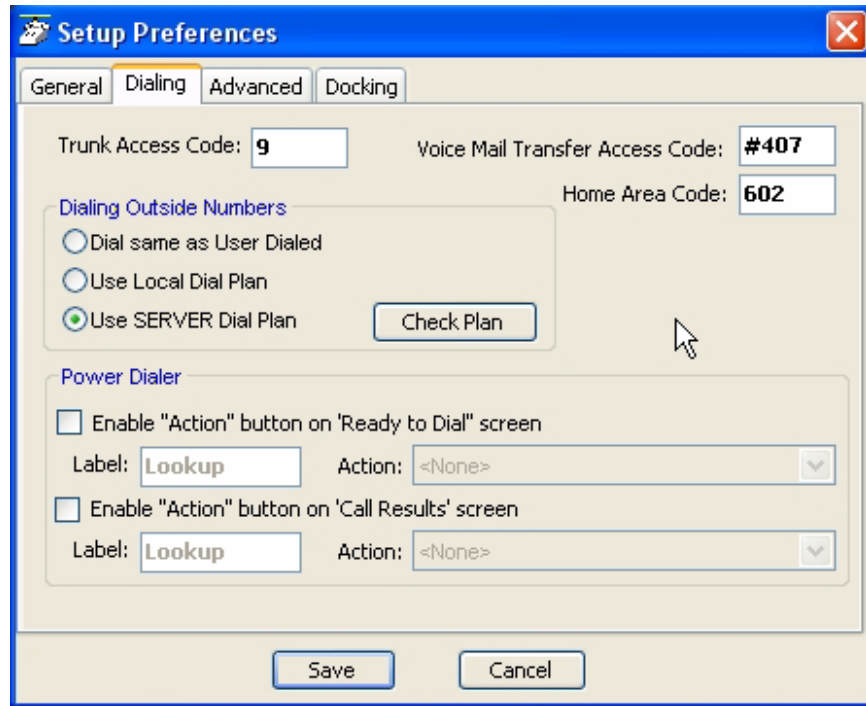 Setup Preferences
General Dialing Advanced Docking
Trunk Access Code: 9 Voice Mail Transfer Access Code: #407
Home Area Code: 602
Dialing Outside Numbers
Dial same as User Dialed
Use Local Dial Plan
Use SERVER Dial Plan Check Plan
Power Dialer
Enable "Action" button on 'Ready to Dial" screen
Label: Lookup Action: <None>
Enable "Action" button on 'Call Results' screen
Label: Lookup Action: <None>
Save Cancel